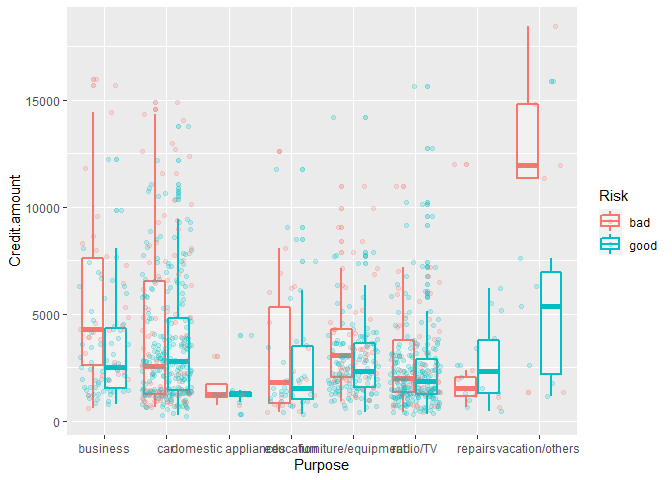 Credit.amount
15000
10000
5000
0
business
car
domestic appliances
education
furniture/equipment
radio/TV
repairs
vacation/others
Purpose
Risk
bad
good